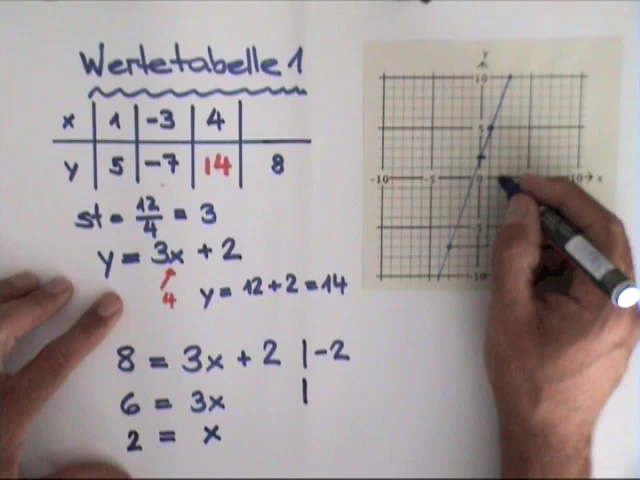 Wertetabelle 1
x 1 -3 4
y 5 -7 14 8
st = 12/4 = 3
y = 3x + 2
4 y = 12 + 2 = 14
8 = 3x + 2 | -2
6 = 3x |
2 = x
y
10
5
-10 -5 0 10 x
-5
-10